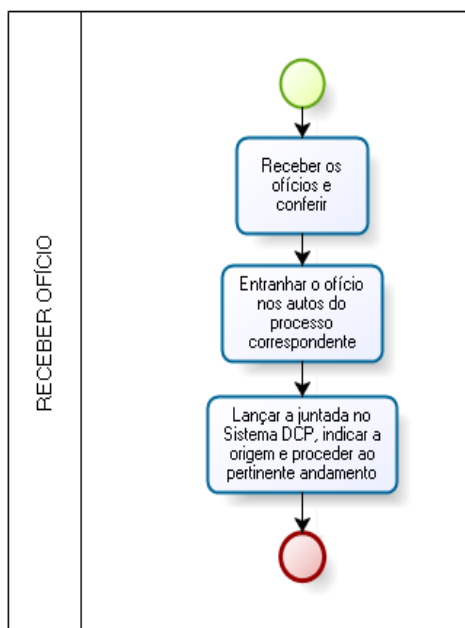 RECEBER OFÍCIO
Receber os
ofícios e
conferir
Entranhar o ofício
nos autos do
processo
correspondente
Lançar a juntada no
Sistema DCP, indicar a
origem e proceder ao
pertinente andamento